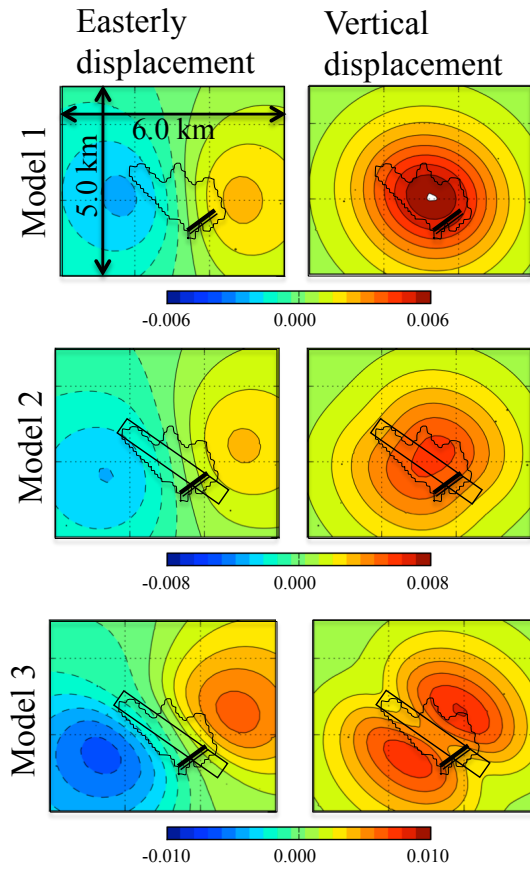 Easterly displacement
Vertical displacement
Model 1
6.0 km
5.0 km
-0.006 0.000 0.006
Model 2
-0.008 0.000 0.008
Model 3
-0.010 0.000 0.010